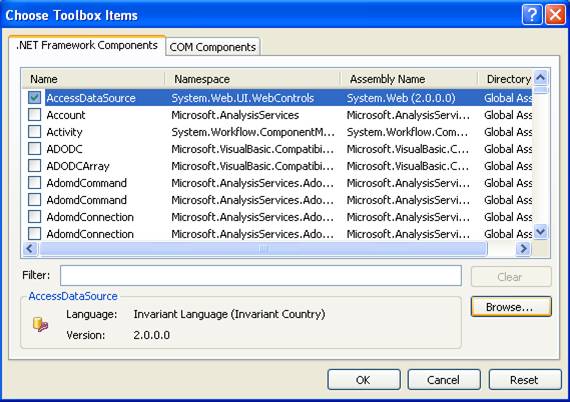 Choose Toolbox Items
.NET Framework Components COM Components
Name Namespace Assembly Name Directory
AccessDataSource System.Web.UI.WebControls System.Web (2.0.0.0) Global Ass
Account Microsoft.AnalysisServices Microsoft.AnalysisServi... Global Ass
Activity System.Workflow.ComponentM... System.Workflow.Com... Global Ass
ADODC Microsoft.VisualBasic.Compatibi... Microsoft.VisualBasic.C... Global Ass
ADODCArray Microsoft.VisualBasic.Compatibi... Microsoft.VisualBasic.C... Global Ass
AdomdCommand Microsoft.AnalysisServices.Ado... Microsoft.AnalysisServi... Global Ass
AdomdCommand Microsoft.AnalysisServices.Ado... Microsoft.AnalysisServi... Global Ass
AdomdConnection Microsoft.AnalysisServices.Ado... Microsoft.AnalysisServi... Global Ass
AdomdConnection Microsoft.AnalysisServices.Ado... Microsoft.AnalysisServi... Global Ass
Filter: Clear
AccessDataSource
Language: Invariant Language (Invariant Country)
Browse...
Version: 2.0.0.0
OK Cancel Reset